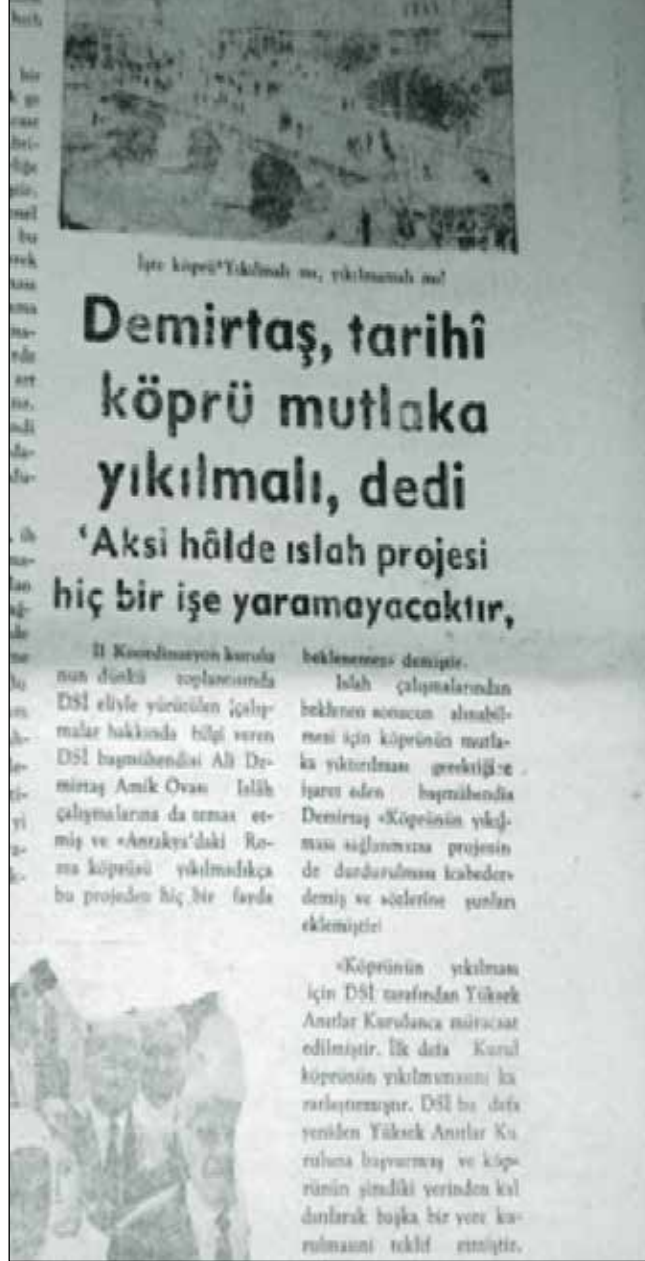 İşte köprü! Yıkılmalı mı, yıkılmamalı mı!
Demirtaş, tarihî
köprü mutlaka
yıkılmalı, dedi
‘Aksi hâlde ıslah projesi
hiç bir işe yaramayacaktır,
İl Koordinasyon kurulu
nun dünkü toplantısında
DSİ eliyle yürütülen çalış-
malar hakkında bilgi veren
DSİ başmühendisi Ali De-
mirtaş Amik Ovası Islâh
çalışmalarına da temas et-
miş ve «Antakya'daki Ro-
ma köprüsü yıkılmadıkça
bu projeden hiç bir fayda
beklenemez» demiştir.
Islah çalışmalarından
beklenen sonucun alınabil-
mesi için köprünün mutla-
ka yıktırılması gerektiğine
işaret eden başmühendis
Demirtaş «Köprünün yıkıl-
ması sağlanmazsa projenin
de durdurulması icabeder»
demiş ve sözlerine şunları
eklemiştir:
«Köprünün yıkılması
için DSİ tarafından Yüksek
Anıtlar Kurulunca müracaat
edilmiştir. İlk defa Kurul
köprünün yıkılmamasını ka
rarlaştırmıştır. DSİ bu defa
yeniden Yüksek Anıtlar Ku
ruluna başvurmuş ve köp-
rünün şimdiki yerinden kal
dırılarak başka bir yere ku-
rulmasını teklif etmiştir.